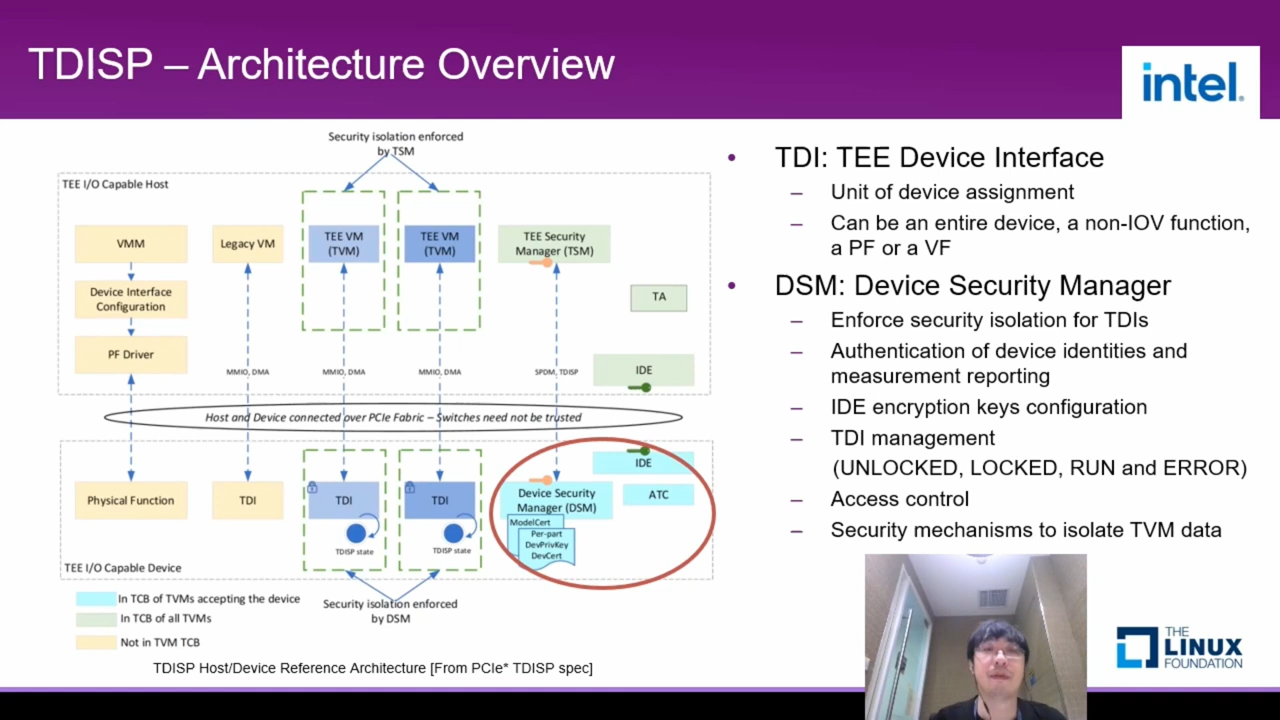 TDISP – Architecture Overview
intel.
Security isolation enforced
by TSM
TEE I/O Capable Host
VMM
Legacy VM
TEE VM
(TVM)
TEE VM
(TVM)
TEE Security
Manager (TSM)
Device Interface
Configuration
TA
PF Driver
MMIO, DMA
MMIO, DMA
MMIO, DMA
SPDM, TDISP
IDE
Host and Device connected over PCIe Fabric – Switches need not be trusted
IDE
Physical Function
TDI
TDI
TDI
Device Security
Manager (DSM)
ATC
ModelCert
Per-part
DevPrivKey
DevCert
TDISP state
TDISP state
TEE I/O Capable Device
Security isolation enforced
by DSM
In TCB of TVMs accepting the device
In TCB of all TVMs
Not in TVM TCB
TDISP Host/Device Reference Architecture [From PCIe* TDISP spec]
• TDI: TEE Device Interface
– Unit of device assignment
– Can be an entire device, a non-IOV function,
a PF or a VF
• DSM: Device Security Manager
– Enforce security isolation for TDIs
– Authentication of device identities and
measurement reporting
– IDE encryption keys configuration
– TDI management
(UNLOCKED, LOCKED, RUN and ERROR)
– Access control
– Security mechanisms to isolate TVM data
THE
LINUX
FOUNDATION